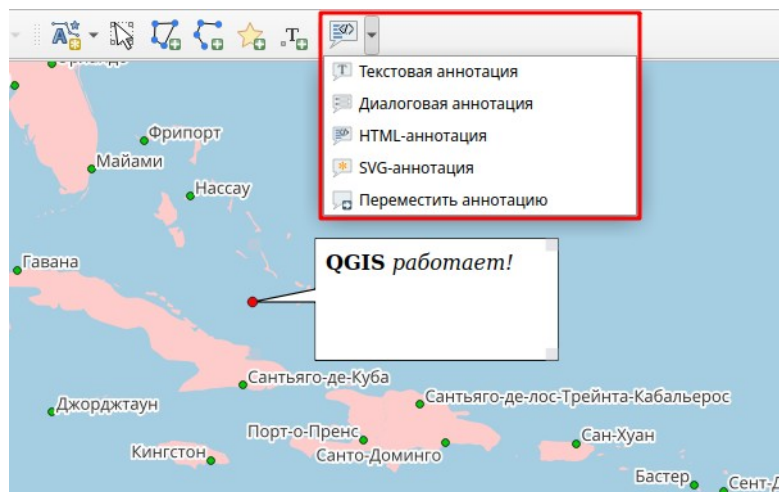 Текстовая аннотация
Диалоговая аннотация
HTML-аннотация
SVG-аннотация
Переместить аннотацию
Фрипорт
Майами
Нассау
Гавана
QGIS работает!
Сантьяго-де-Куба
Сантьяго-де-лос-Трейнта-Кабальерос
Джорджтаун
Порт-о-Пренс
Сан-Хуан
Кингстон
Санто-Доминго
Бастер